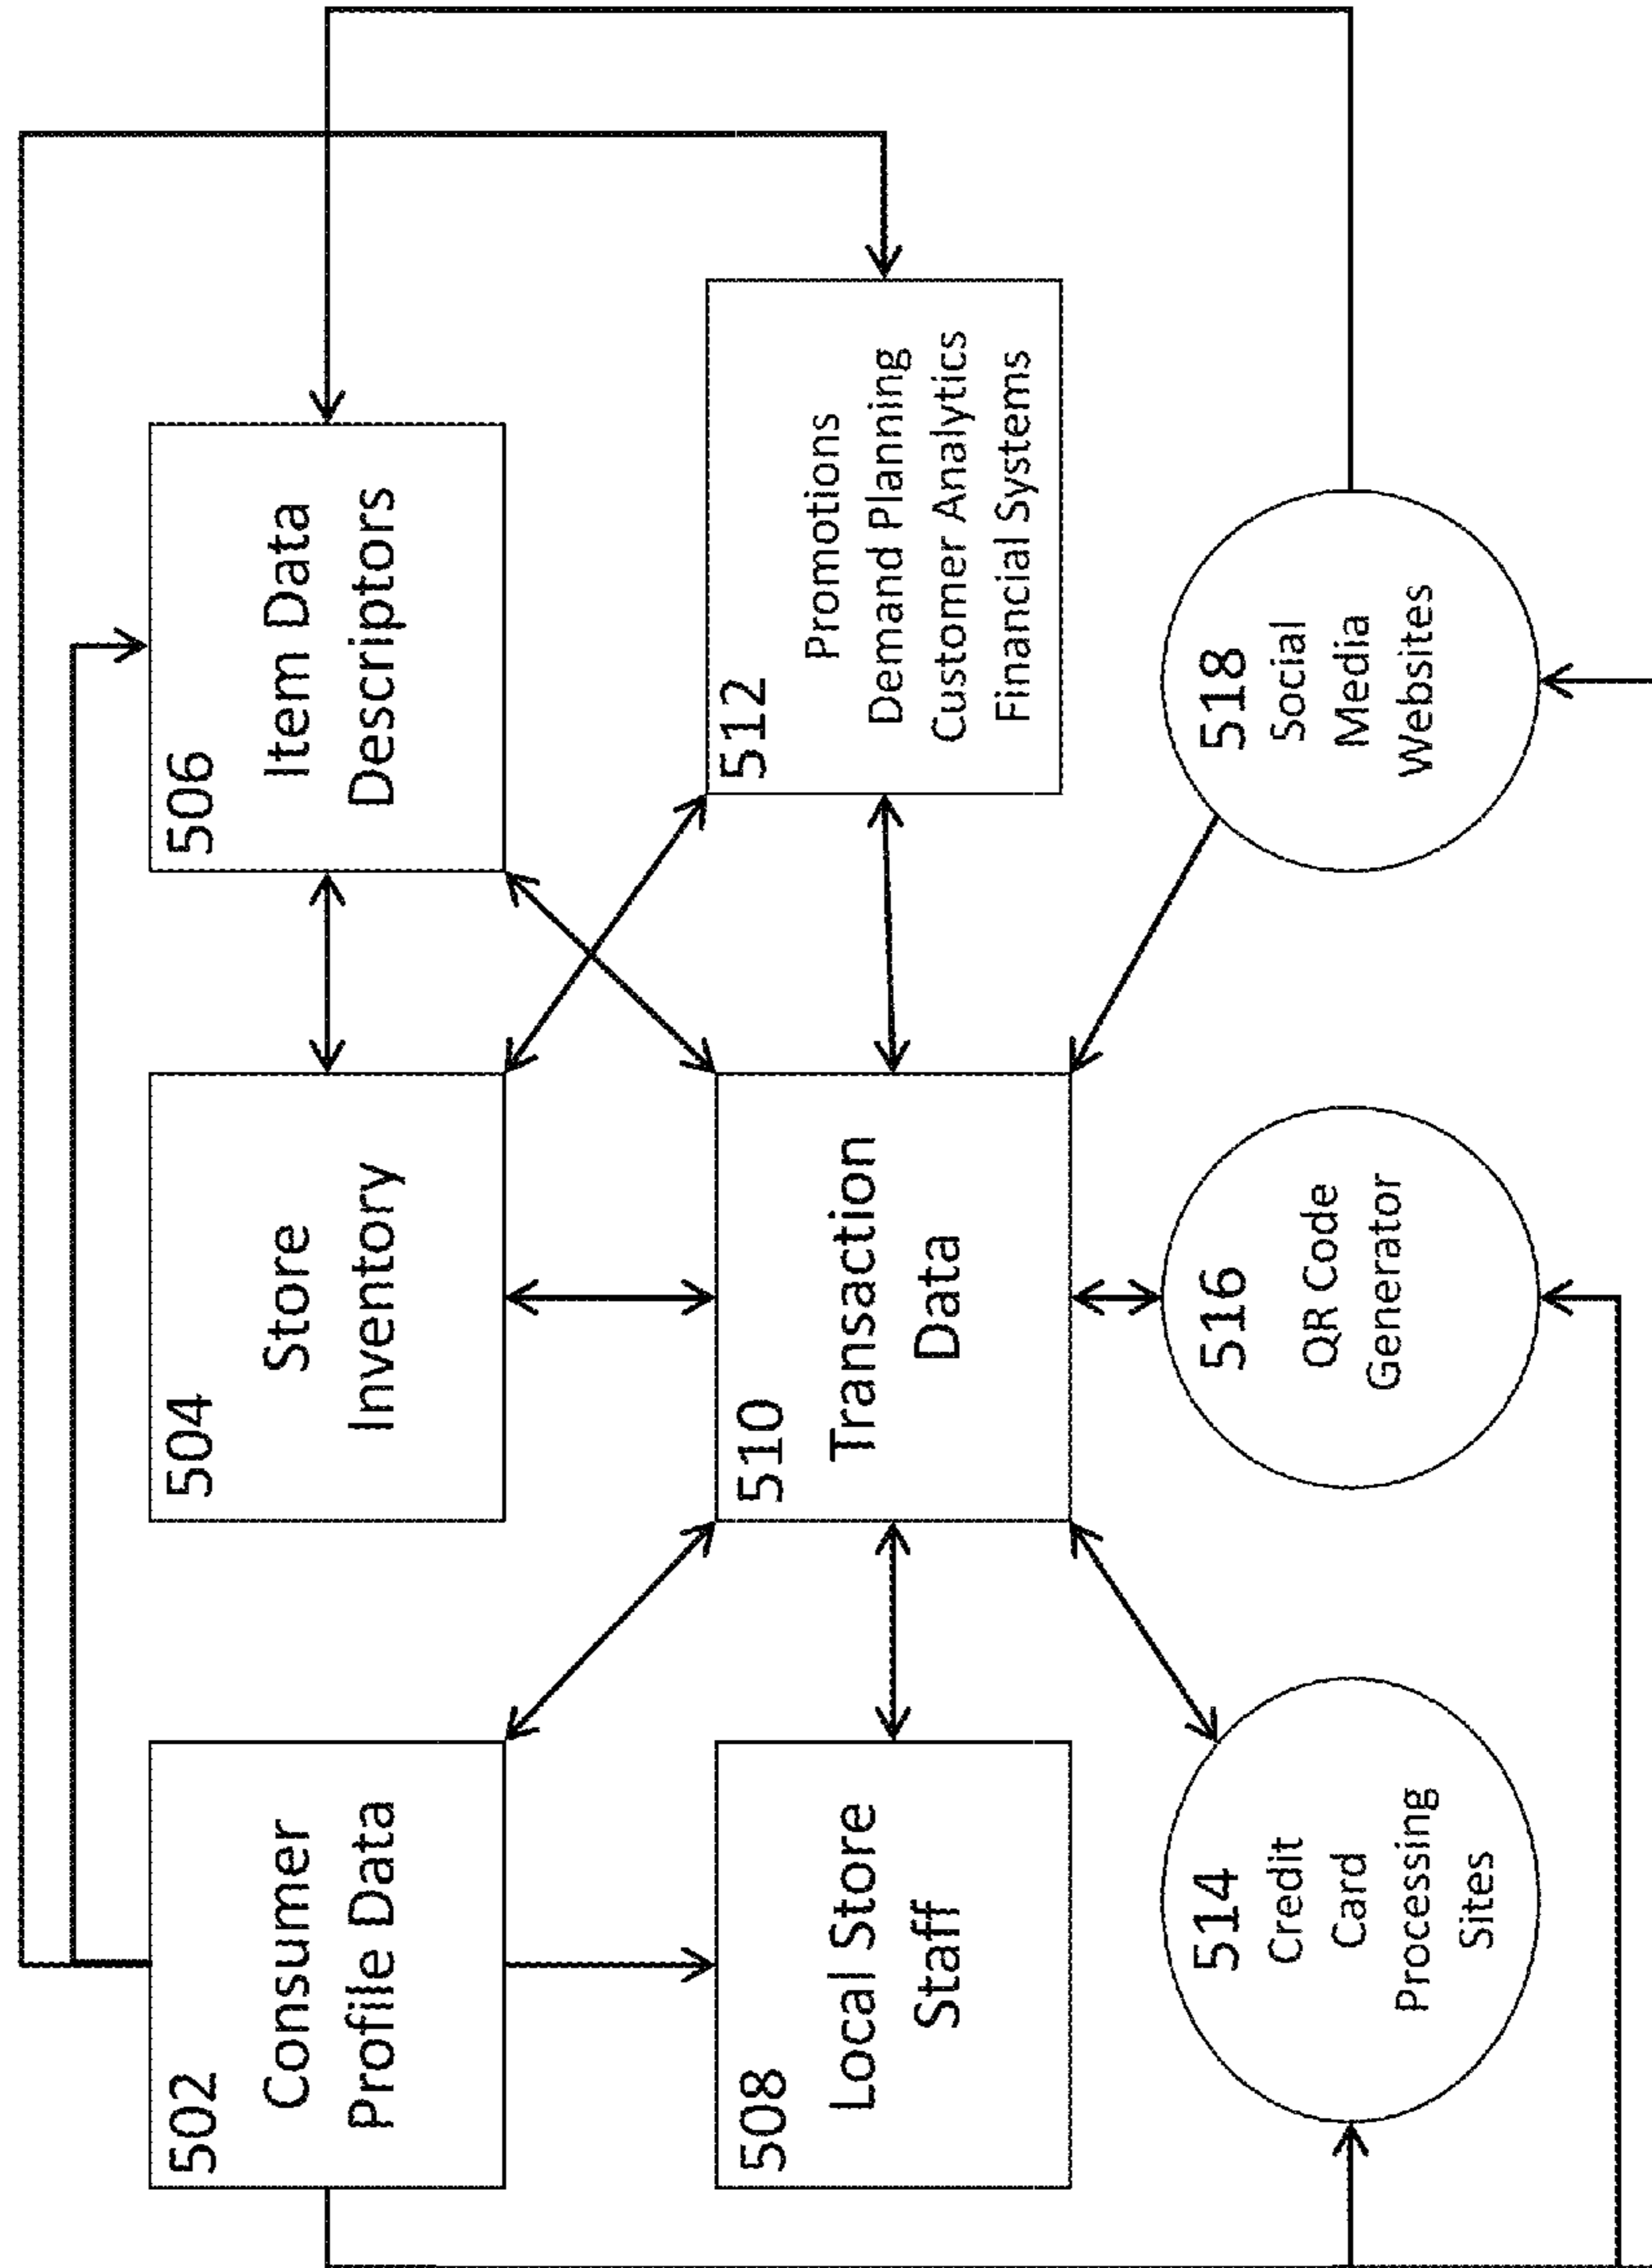 502
Consumer
Profile Data
504
Store
Inventory
506
Item Data
Descriptors
508
Local Store
Staff
510
Transaction
Data
512
Promotions
Demand Planning
Customer Analytics
Financial Systems
514
Credit
Card
Processing
Sites
516
QR Code
Generator
518
Social
Media
Websites